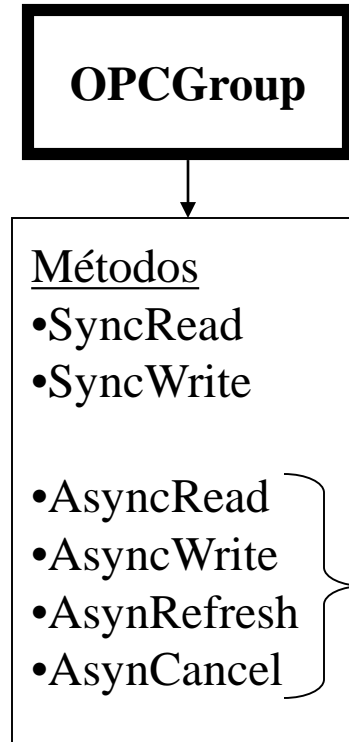 OPCGroup
Métodos
•SyncRead
•SyncWrite
•AsyncRead
•AsyncWrite
•AsynRefresh
•AsynCancel